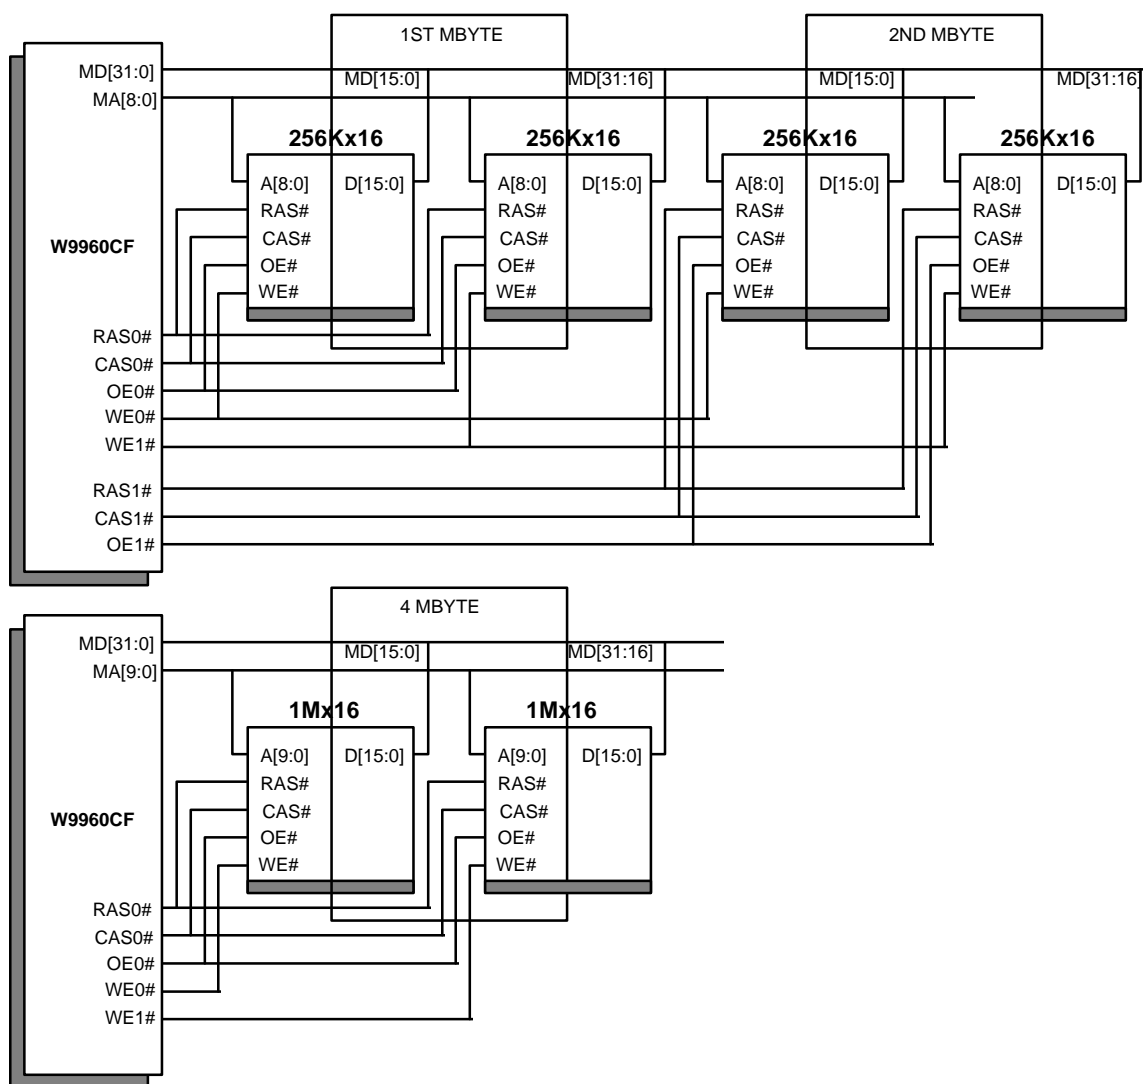 1ST MBYTE 2ND MBYTE
MD[31:0] MD[15:0] MD[31:16] MD[15:0] MD[31:16]
MA[8:0]
256Kx16 256Kx16 256Kx16 256Kx16
A[8:0] D[15:0] A[8:0] D[15:0] A[8:0] D[15:0] A[8:0] D[15:0]
RAS# RAS# RAS# RAS#
CAS# CAS# CAS# CAS#
W9960CF
OE# OE# OE# OE#
WE# WE# WE# WE#
RAS0#
CAS0#
OE0#
WE0#
WE1#
RAS1#
CAS1#
OE1#
4 MBYTE
MD[31:0] MD[15:0] MD[31:16]
MA[9:0]
1Mx16 1Mx16
A[9:0] D[15:0] A[9:0] D[15:0]
RAS# RAS#
CAS# CAS#
W9960CF
OE# OE#
WE# WE#
RAS0#
CAS0#
OE0#
WE0#
WE1#